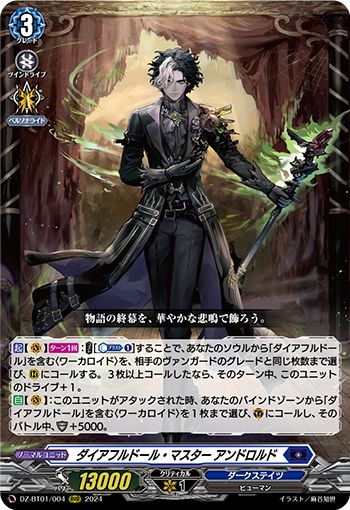 3
グレード
ツインドライブ
ペルソナライド
物語の終幕を、華やかな悲鳴で飾ろう。
起【Ⓥ】【ターン1回】：【(1)】することで、あなたのソウルから「ダイアフルドー
ル」を含む〈ワーカロイド〉を、相手のヴァンガードのグレードと同じ枚数まで選
び、Ⓡにコールする。3枚以上コールしたなら、そのターン中、このユニット
のドライブ＋1。
自【Ⓥ】：このユニットがアタックされた時、あなたのバインドゾーンから「ダ
イアフルドール」を含む〈ワーカロイド〉を1枚まで選び、Ⓡにコールし、その
バトル中、Ⓥ＋5000。
ノーマルユニット
ダイアフルドール・マスター アンドロルド
パワー 13000
クリティカル
1
ダークステイツ
ヒューマン
DZ-BT01/004 RRR 2024
イラスト／麻谷知世